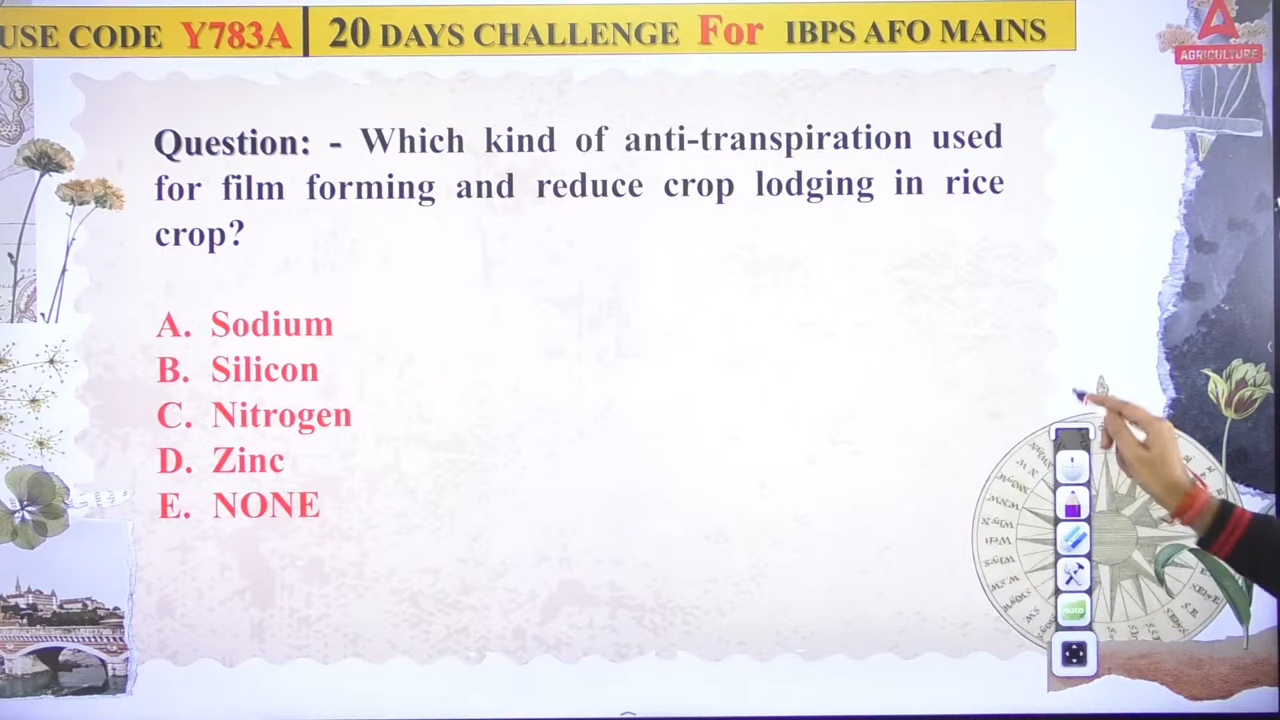 USE CODE Y783A | 20 DAYS CHALLENGE For IBPS AFO MAINS
AGRICULTURE
Question: - Which kind of anti-transpiration used
for film forming and reduce crop lodging in rice
crop?
A. Sodium
B. Silicon
C. Nitrogen
D. Zinc
E. NONE